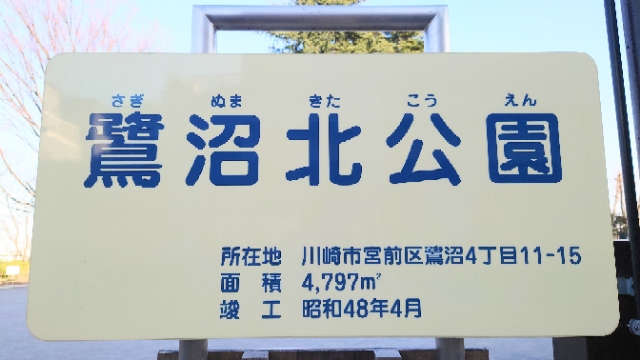 さぎ ぬま きた こう えん
鷺沼北公園
所在地 川崎市宮前区鷺沼4丁目11-15
面積 4,797㎡
竣工 昭和48年4月